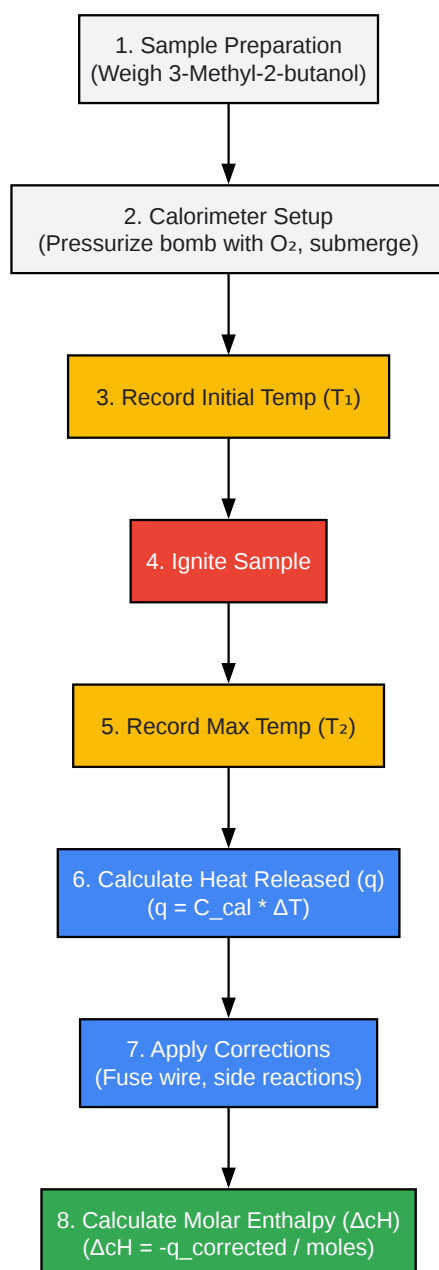 1. Sample Preparation
(Weigh 3-Methyl-2-butanol)
2. Calorimeter Setup
(Pressurize bomb with O₂, submerge)
3. Record Initial Temp (T₁)
4. Ignite Sample
5. Record Max Temp (T₂)
6. Calculate Heat Released (q)
(q = C_cal * ΔT)
7. Apply Corrections
(Fuse wire, side reactions)
8. Calculate Molar Enthalpy (ΔcH)
(ΔcH = -q_corrected / moles)